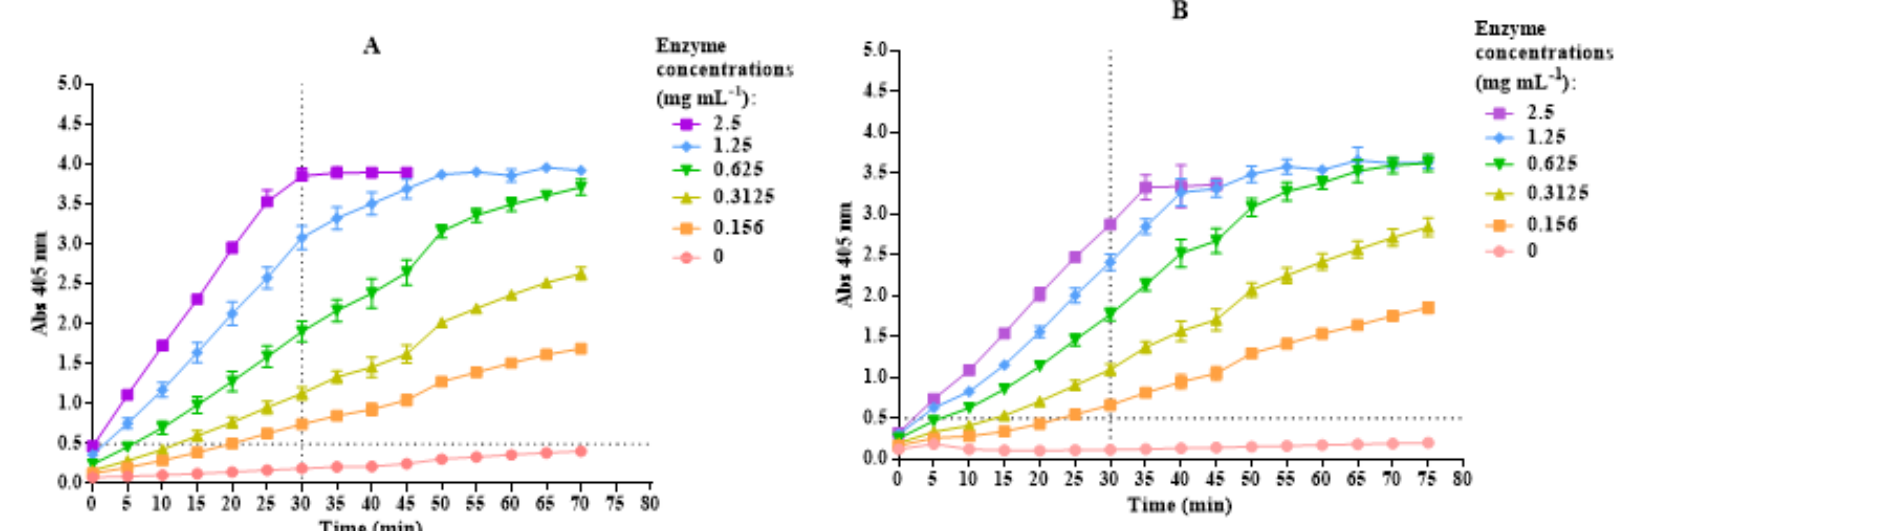 A
Enzyme
concentrations
(mg mL⁻¹):
2.5
1.25
0.625
0.3125
0.156
0
5.0
4.5
4.0
3.5
3.0
2.5
2.0
1.5
1.0
0.5
0.0
Abs 405 nm
0 5 10 15 20 25 30 35 40 45 50 55 60 65 70 75 80
Time (min)
B
Enzyme
concentrations
(mg mL⁻¹):
2.5
1.25
0.625
0.3125
0.156
0
5.0
4.5
4.0
3.5
3.0
2.5
2.0
1.5
1.0
0.5
0.0
Abs 405 nm
0 5 10 15 20 25 30 35 40 45 50 55 60 65 70 75 80
Time (min)